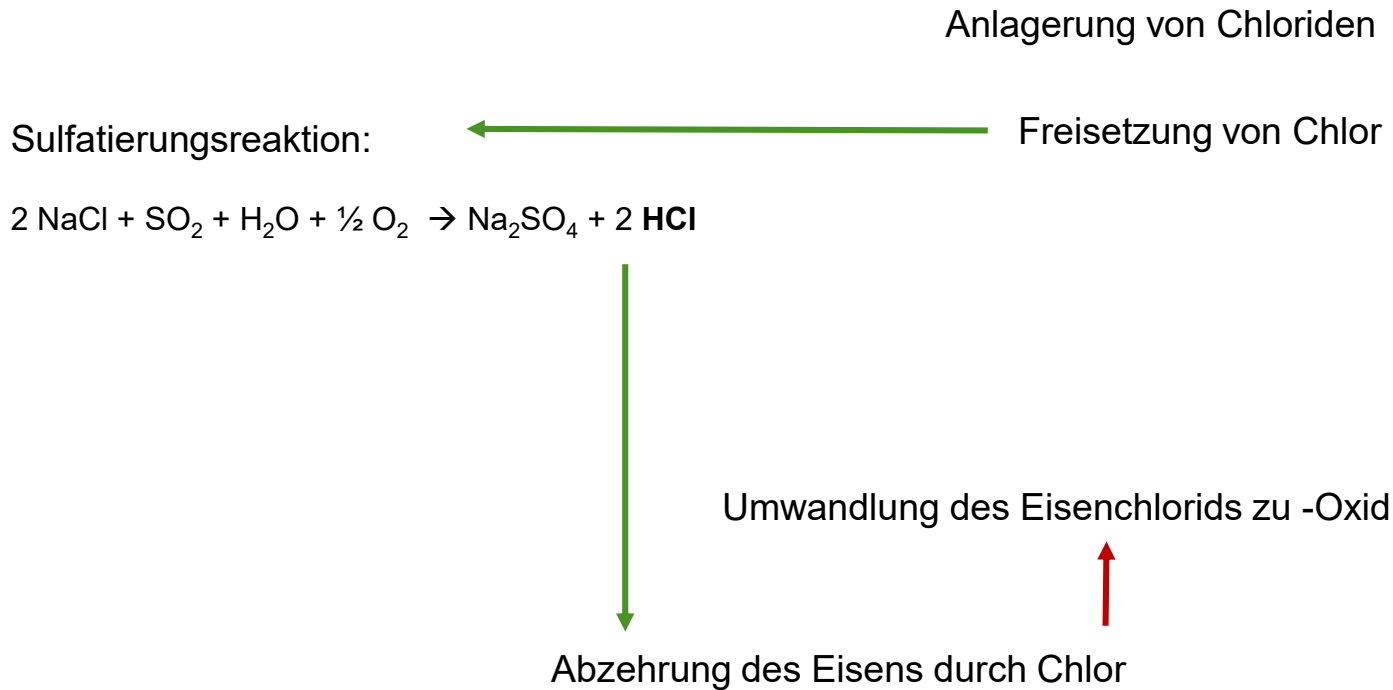 Anlagerung von Chloriden
Sulfatierungsreaktion:
Freisetzung von Chlor
2 NaCl + SO₂ + H₂O + ½ O₂ → Na₂SO₄ + 2 HCl
Umwandlung des Eisenchlorids zu -Oxid
Abzehrung des Eisens durch Chlor